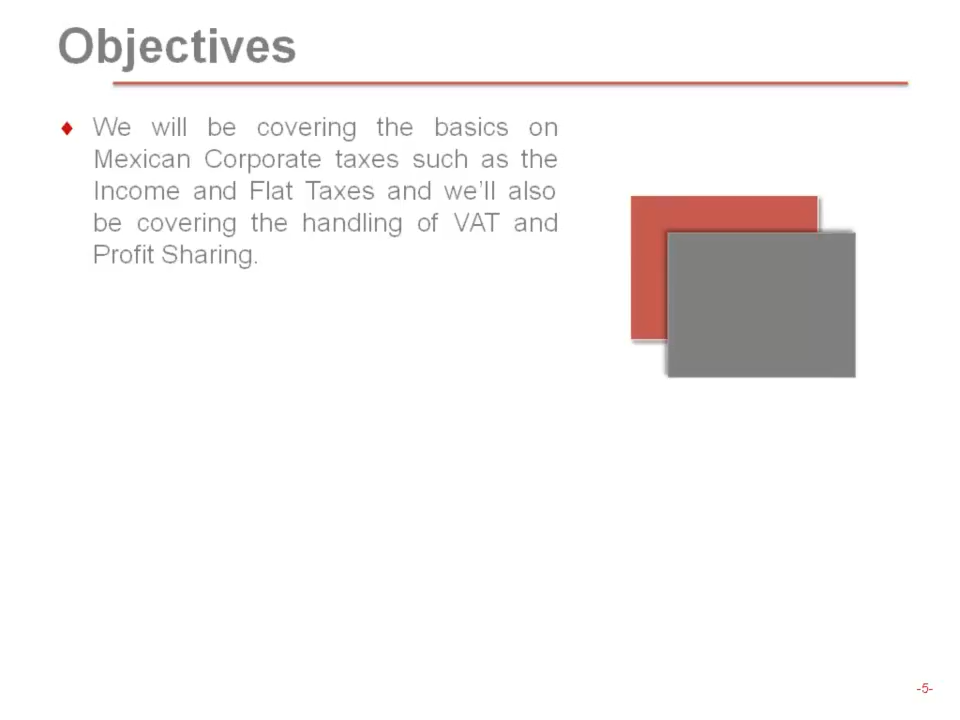 Objectives
♦ We will be covering the basics on
Mexican Corporate taxes such as the
Income and Flat Taxes and we'll also
be covering the handling of VAT and
Profit Sharing.
-5-